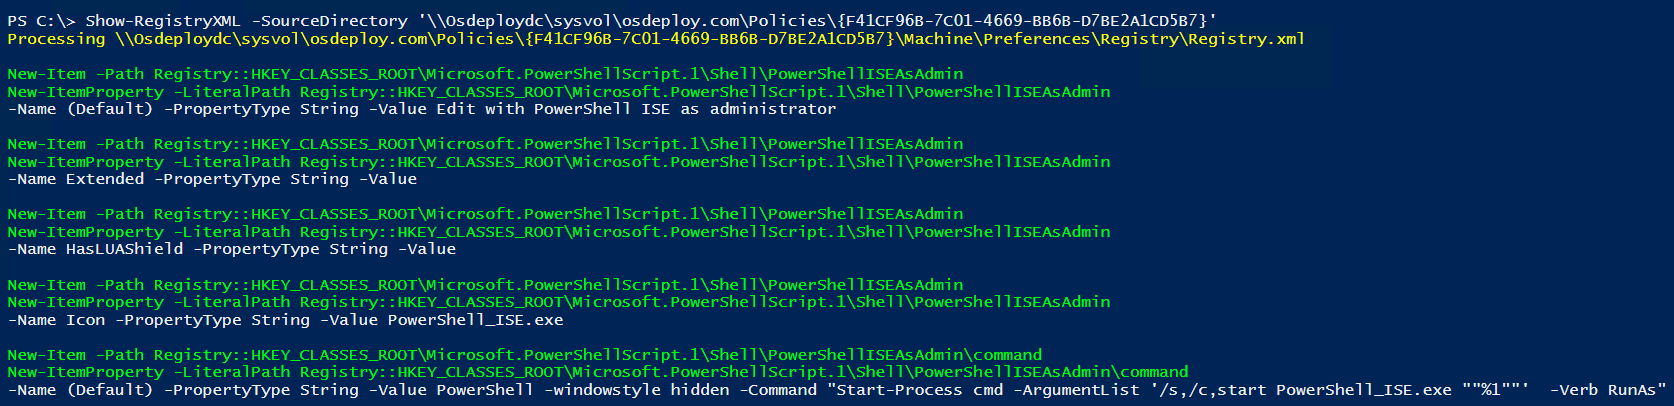 PS C:\> Show-RegistryXML -SourceDirectory '\\Osdeploydc\sysvol\osdeploy.com\Policies\{F41CF96B-7C01-4669-BB6B-D7BE2A1CD5B7}'
Processing \\Osdeploydc\sysvol\osdeploy.com\Policies\{F41CF96B-7C01-4669-BB6B-D7BE2A1CD5B7}\Machine\Preferences\Registry\Registry.xml
New-Item -Path Registry::HKEY_CLASSES_ROOT\Microsoft.PowerShellScript.1\Shell\PowerShellISEAsAdmin
New-ItemProperty -LiteralPath Registry::HKEY_CLASSES_ROOT\Microsoft.PowerShellScript.1\Shell\PowerShellISEAsAdmin
-Name (Default) -PropertyType String -Value Edit with PowerShell ISE as administrator
New-Item -Path Registry::HKEY_CLASSES_ROOT\Microsoft.PowerShellScript.1\Shell\PowerShellISEAsAdmin
New-ItemProperty -LiteralPath Registry::HKEY_CLASSES_ROOT\Microsoft.PowerShellScript.1\Shell\PowerShellISEAsAdmin
-Name Extended -PropertyType String -Value
New-Item -Path Registry::HKEY_CLASSES_ROOT\Microsoft.PowerShellScript.1\Shell\PowerShellISEAsAdmin
New-ItemProperty -LiteralPath Registry::HKEY_CLASSES_ROOT\Microsoft.PowerShellScript.1\Shell\PowerShellISEAsAdmin
-Name HasLUAShield -PropertyType String -Value
New-Item -Path Registry::HKEY_CLASSES_ROOT\Microsoft.PowerShellScript.1\Shell\PowerShellISEAsAdmin
New-ItemProperty -LiteralPath Registry::HKEY_CLASSES_ROOT\Microsoft.PowerShellScript.1\Shell\PowerShellISEAsAdmin
-Name Icon -PropertyType String -Value PowerShell_ISE.exe
New-Item -Path Registry::HKEY_CLASSES_ROOT\Microsoft.PowerShellScript.1\Shell\PowerShellISEAsAdmin\command
New-ItemProperty -LiteralPath Registry::HKEY_CLASSES_ROOT\Microsoft.PowerShellScript.1\Shell\PowerShellISEAsAdmin\command
-Name (Default) -PropertyType String -Value PowerShell -windowstyle hidden -Command "Start-Process cmd -ArgumentList '/s,/c,start PowerShell_ISE.exe ""%1""'  -Verb RunAs"